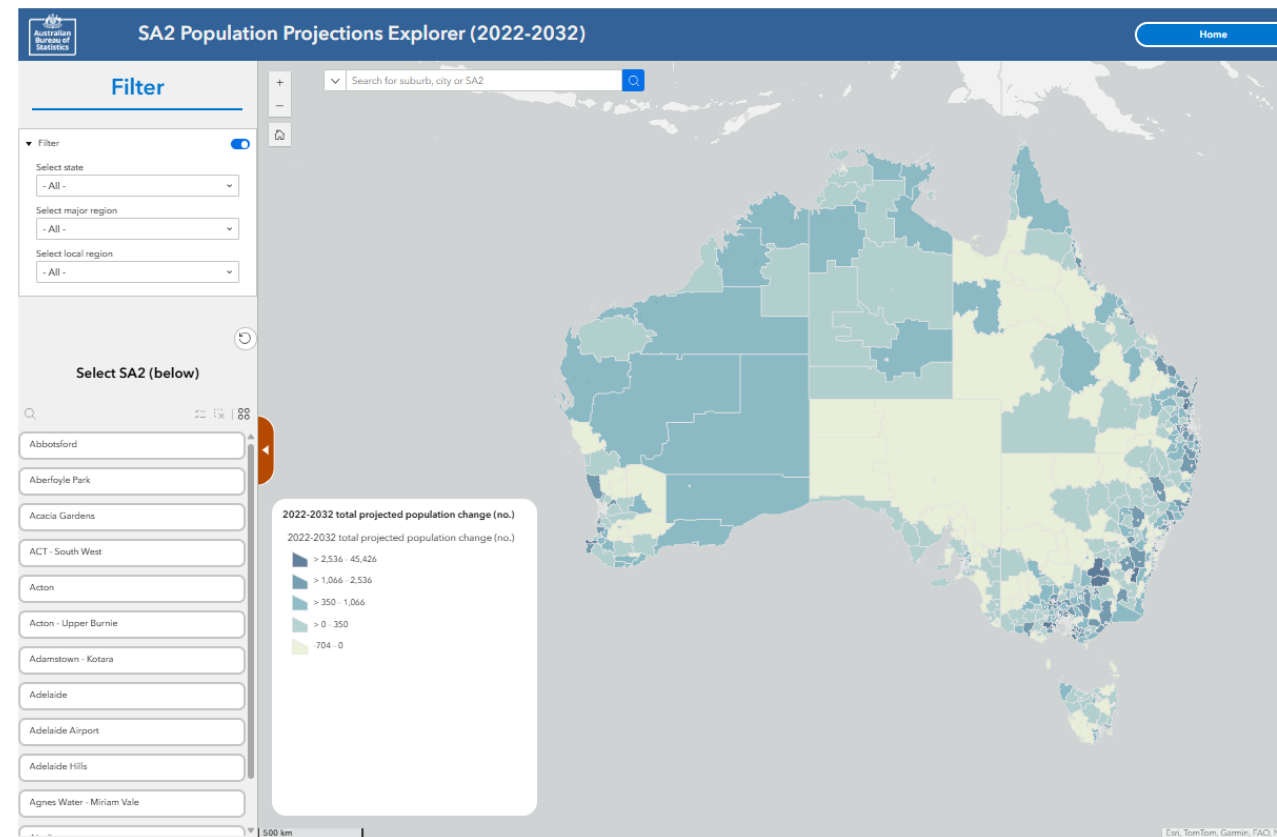 Australian
Bureau of
Statistics
SA2 Population Projections Explorer (2022-2032)
Home
Filter
Filter
Select state
- All -
Select major region
- All -
Select local region
- All -
Select SA2 (below)
Abbotsford
Aberfoyle Park
Acacia Gardens
ACT - South West
Acton
Acton - Upper Burnie
Adamstown - Kotara
Adelaide
Adelaide Airport
Adelaide Hills
Agnes Water - Miriam Vale
+
Search for suburb, city or SA2
−
2022-2032 total projected population change (no.)
2022-2032 total projected population change (no.)
> 2,536 - 45,426
> 1,066 - 2,536
> 350 - 1,066
> 0 - 350
-704 - 0
500 km
Esri, TomTom, Garmin, FAO,